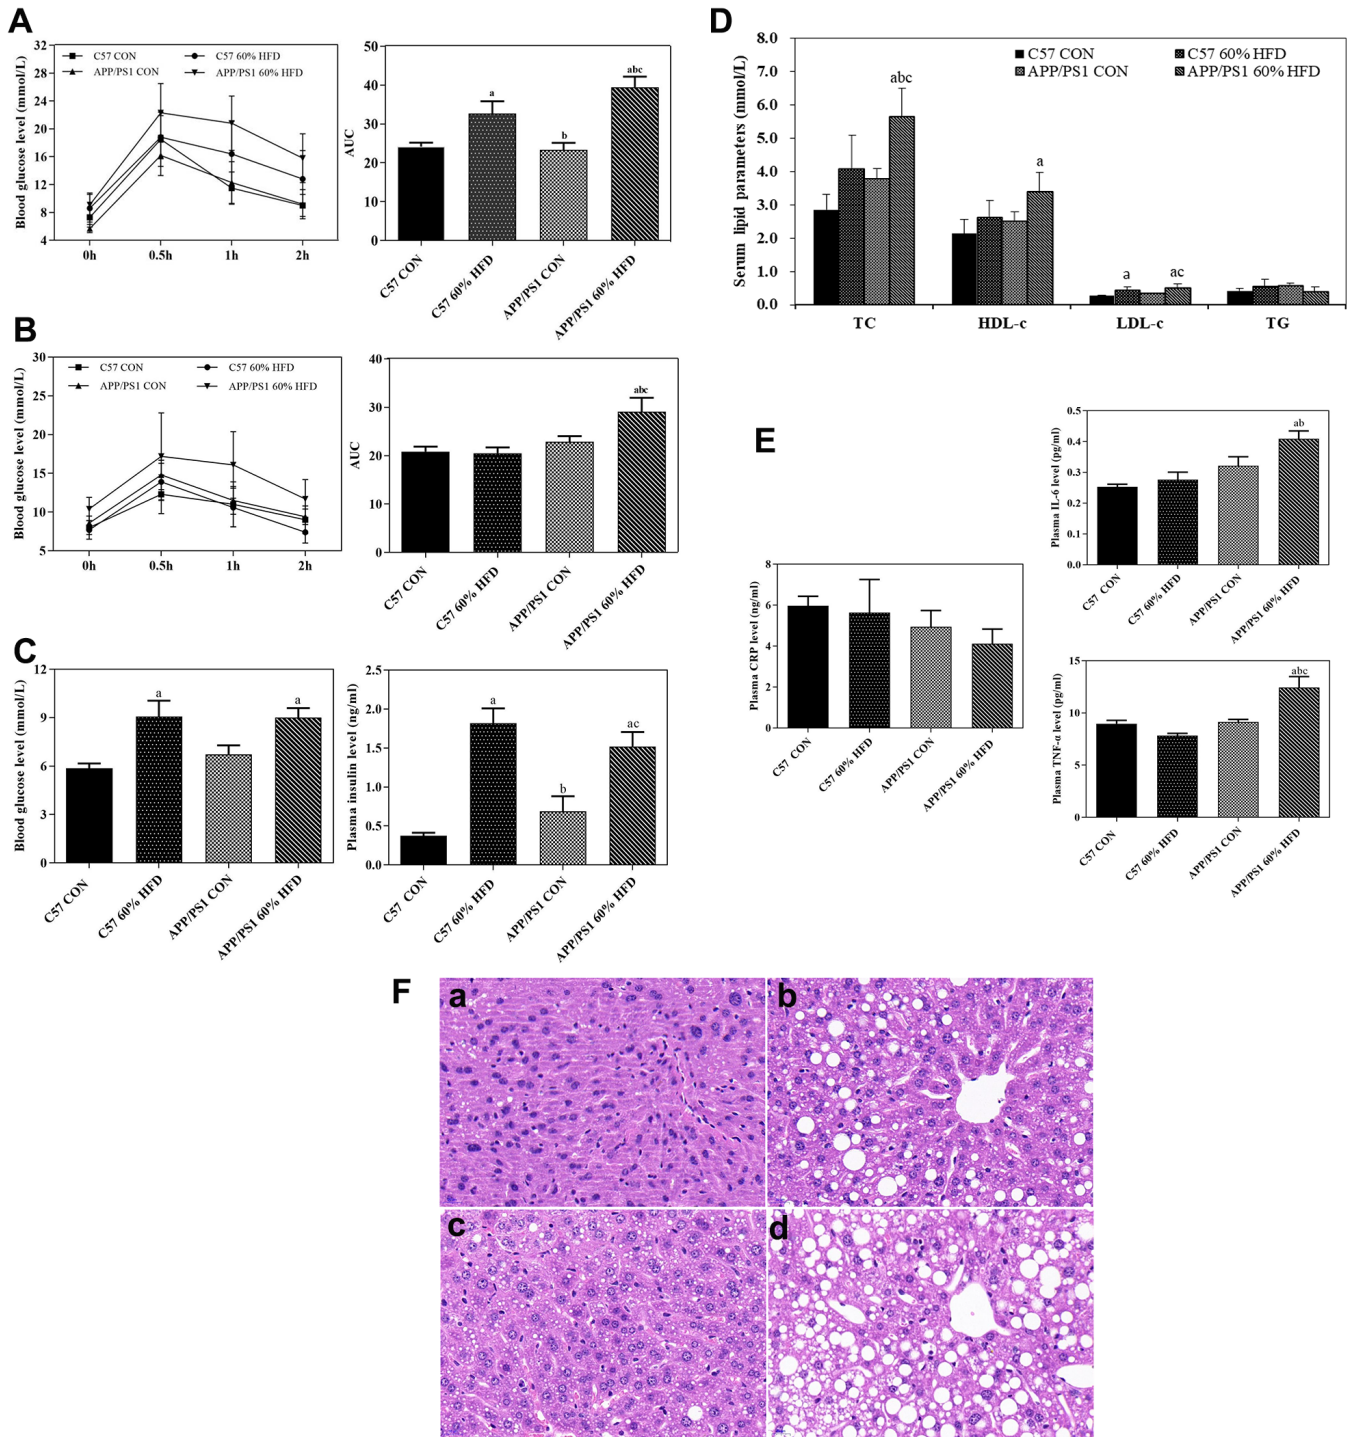 A
Blood glucose level (mmol/L)
32
28
24
20
16
12
8
4
C57 CON
C57 60% HFD
APP/PS1 CON
APP/PS1 60% HFD
0h 0.5h 1h 2h
AUC
50
40
30
20
10
0
a
b
abc
C57 CON
C57 60% HFD
APP/PS1 CON
APP/PS1 60% HFD
B
Blood glucose level (mmol/L)
30
25
20
15
10
5
C57 CON
C57 60% HFD
APP/PS1 CON
APP/PS1 60% HFD
0h 0.5h 1h 2h
AUC
40
30
20
10
0
abc
C57 CON
C57 60% HFD
APP/PS1 CON
APP/PS1 60% HFD
C
Blood glucose level (mmol/L)
12
9
6
3
0
a
a
C57 CON
C57 60% HFD
APP/PS1 CON
APP/PS1 60% HFD
Plasma insulin level (ng/ml)
2.5
2.0
1.5
1.0
0.5
0.0
a
b
ac
C57 CON
C57 60% HFD
APP/PS1 CON
APP/PS1 60% HFD
D
Serum lipid parameters (mmol/L)
8.0
7.0
6.0
5.0
4.0
3.0
2.0
1.0
0.0
C57 CON
C57 60% HFD
APP/PS1 CON
APP/PS1 60% HFD
abc
a
a
ac
TC HDL-c LDL-c TG
E
Plasma CRP level (ng/ml)
8
6
4
2
0
C57 CON
C57 60% HFD
APP/PS1 CON
APP/PS1 60% HFD
Plasma IL-6 level (pg/ml)
0.5
0.4
0.3
0.2
0.1
0.0
ab
C57 CON
C57 60% HFD
APP/PS1 CON
APP/PS1 60% HFD
Plasma TNF-α level (pg/ml)
15
10
5
0
abc
C57 CON
C57 60% HFD
APP/PS1 CON
APP/PS1 60% HFD
F
a
b
c
d